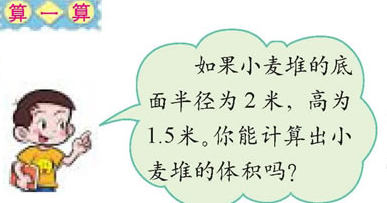 算一算
如果小麦堆的底
面半径为2米，高为
1.5米。你能计算出小
麦堆的体积吗？